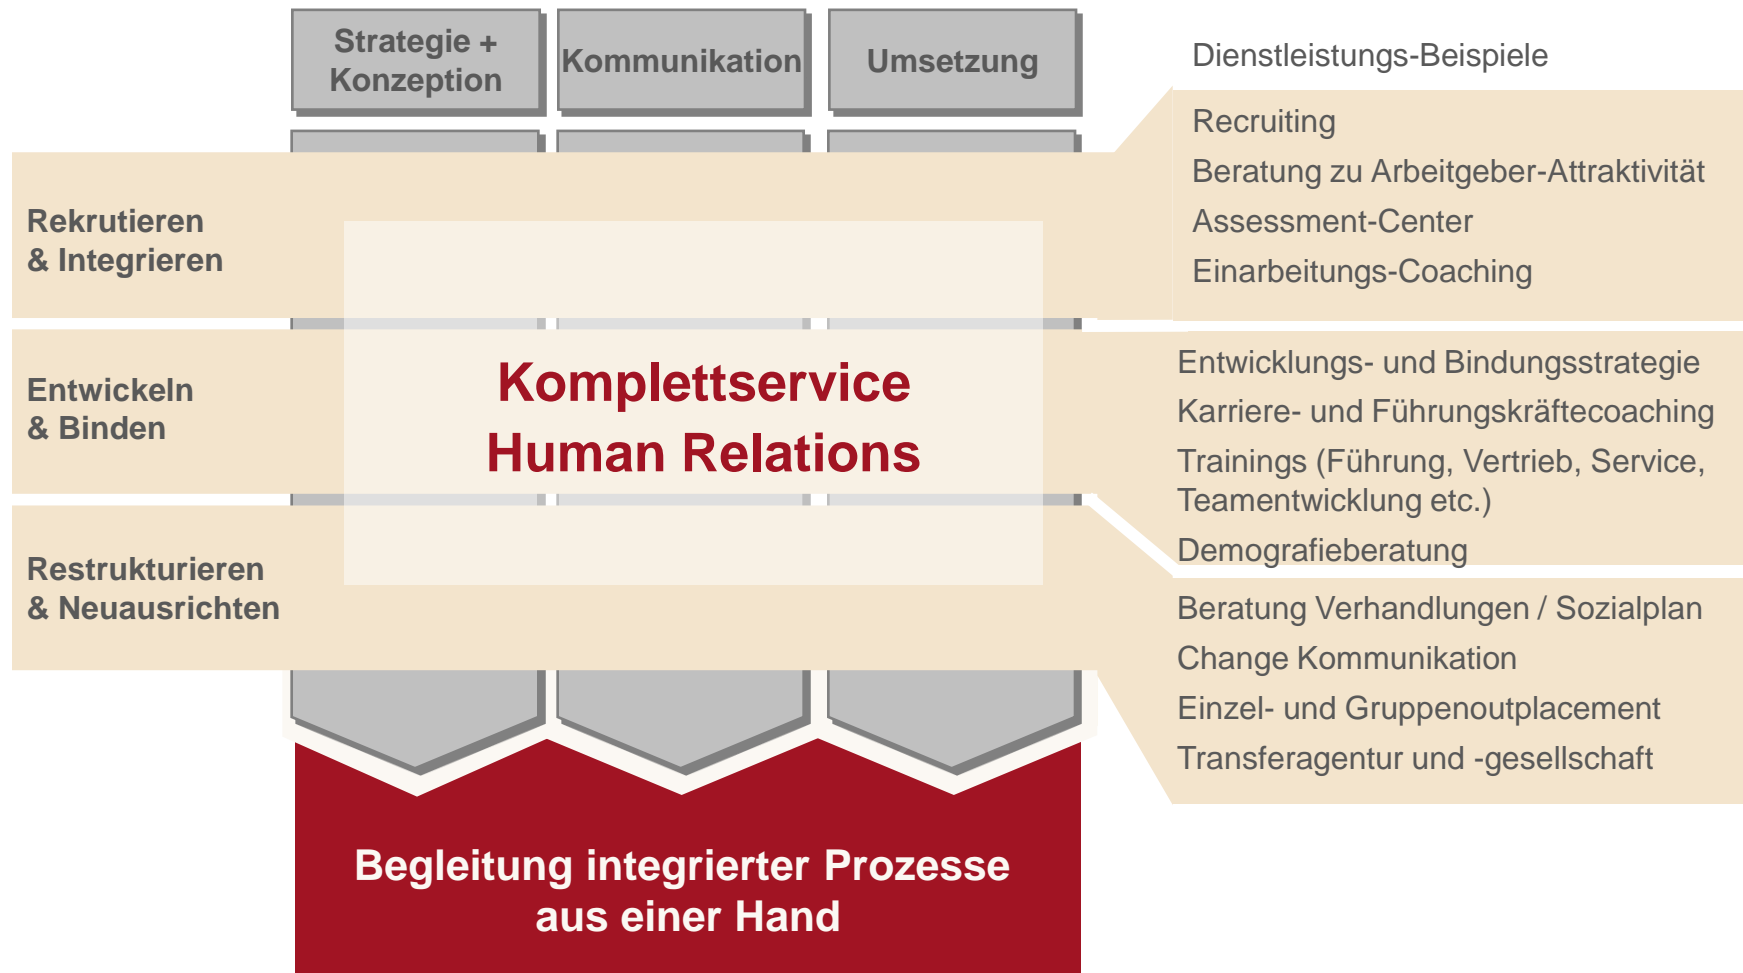 Strategie +
Konzeption
Kommunikation
Umsetzung
Dienstleistungs-Beispiele
Rekrutieren
& Integrieren
Recruiting
Beratung zu Arbeitgeber-Attraktivität
Assessment-Center
Einarbeitungs-Coaching
Entwickeln
& Binden
Komplettservice
Human Relations
Entwicklungs- und Bindungsstrategie
Karriere- und Führungskräftecoaching
Trainings (Führung, Vertrieb, Service,
Teamentwicklung etc.)
Demografieberatung
Restrukturieren
& Neuausrichten
Beratung Verhandlungen / Sozialplan
Change Kommunikation
Einzel- und Gruppenoutplacement
Transferagentur und -gesellschaft
Begleitung integrierter Prozesse
aus einer Hand